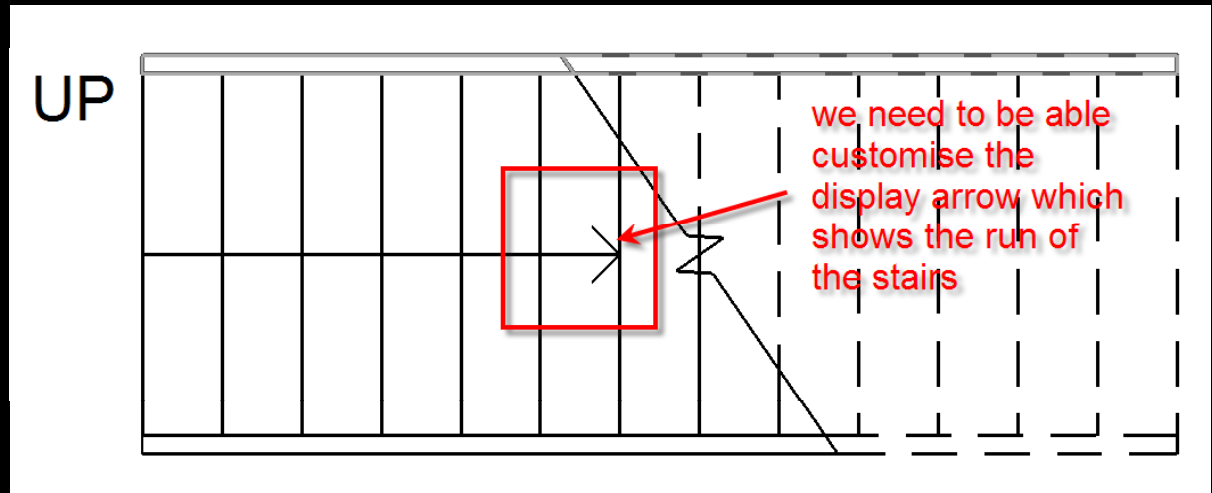 UP
we need to be able
customise the
display arrow which
shows the run of
the stairs